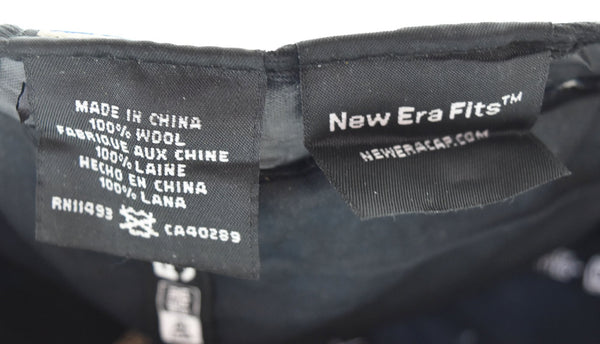 MADE IN CHINA
100% WOOL
FABRIQUE AUX CHINE
100% LAINE
HECHO EN CHINA
100% LANA
RN11493 CA40289
New Era Fits™
NEWERACAP.COM